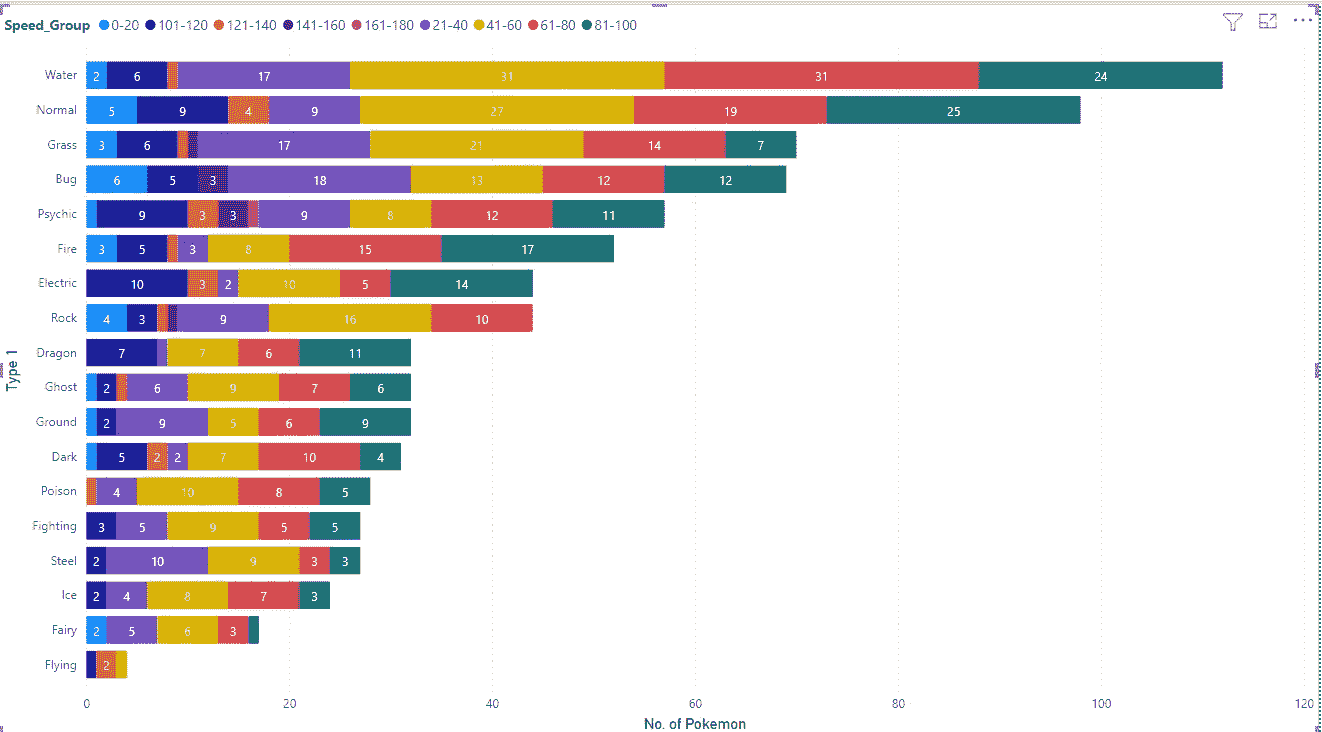 Speed_Group 0-20 101-120 121-140 141-160 161-180 21-40 41-60 61-80 81-100
Water 2 6 17 31 31 24
Normal 5 9 4 9 27 19 25
Grass 3 6 17 21 14 7
Bug 6 5 3 18 13 12 12
Psychic 9 3 3 9 8 12 11
Fire 3 5 3 8 15 17
Electric 10 3 2 10 5 14
Rock 4 3 9 16 10
Dragon 7 7 6 11
Ghost 2 6 9 7 6
Ground 2 9 5 6 9
Dark 5 2 2 7 10 4
Poison 4 10 8 5
Fighting 3 5 9 5 5
Steel 2 10 9 3 3
Ice 2 4 8 7 3
Fairy 2 5 6 3
Flying 2
Type 1
0 20 40 60 80 100 120
No. of Pokemon